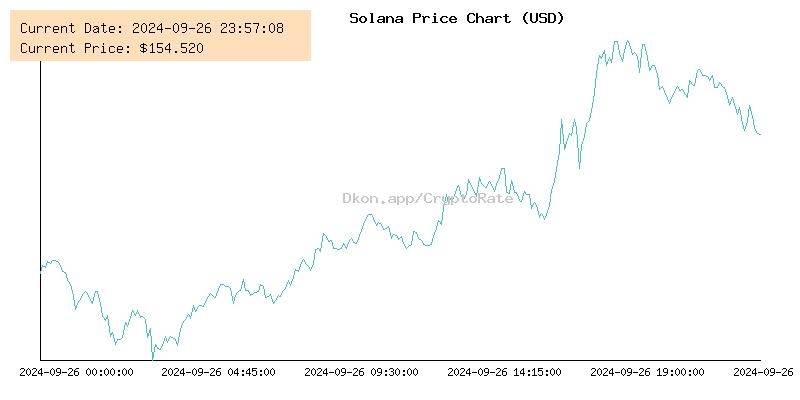 Solana Price Chart (USD)
Current Date: 2024-09-26 23:57:08
Current Price: $154.520
Dkon.app/CryptoRate
2024-09-26 00:00:00 2024-09-26 04:45:00 2024-09-26 09:30:00 2024-09-26 14:15:00 2024-09-26 19:00:00 2024-09-26